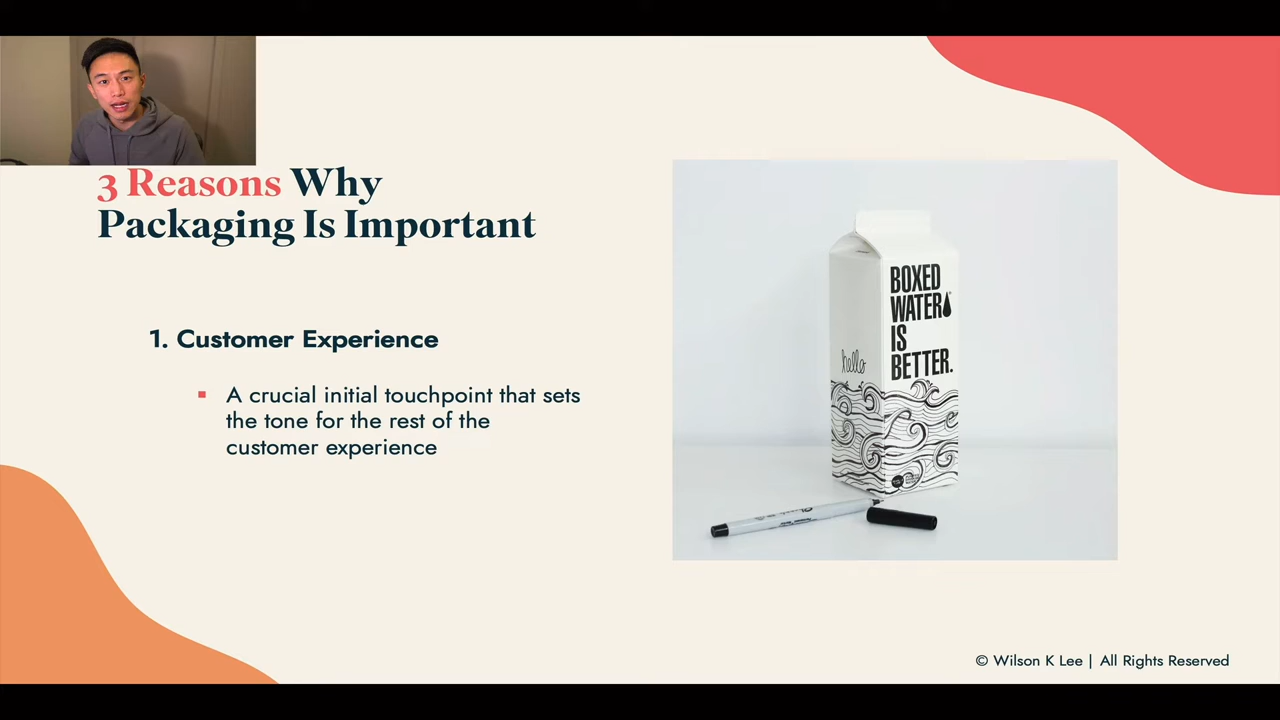 3 Reasons Why
Packaging Is Important
1. Customer Experience
▪ A crucial initial touchpoint that sets
the tone for the rest of the
customer experience
BOXED
WATER
IS
BETTER.
hello
© Wilson K Lee | All Rights Reserved